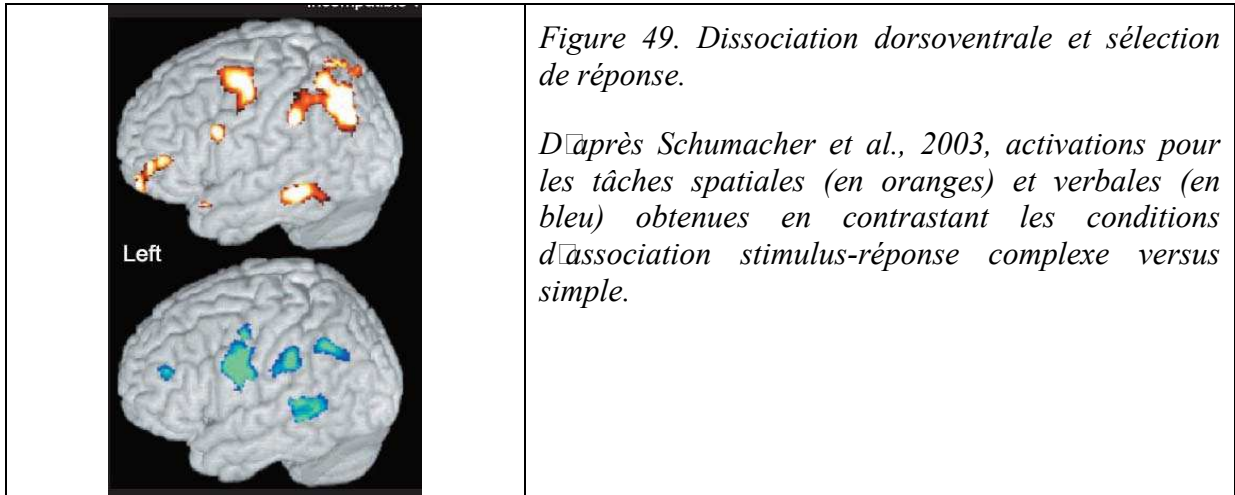 Left
Figure 49. Dissociation dorsoventrale et sélection
de réponse.
D□après Schumacher et al., 2003, activations pour
les tâches spatiales (en oranges) et verbales (en
bleu) obtenues en contrastant les conditions
d□association stimulus-réponse complexe versus
simple.